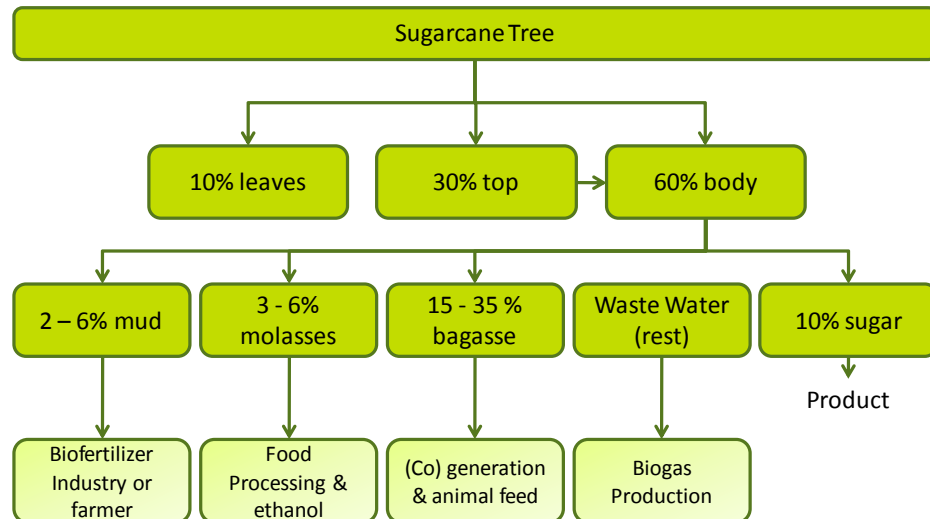 Sugarcane Tree
10% leaves
30% top
60% body
2 – 6% mud
3 - 6%
molasses
15 - 35 %
bagasse
Waste Water
(rest)
10% sugar
Product
Biofertilizer
Industry or
farmer
Food
Processing &
ethanol
(Co) generation
& animal feed
Biogas
Production